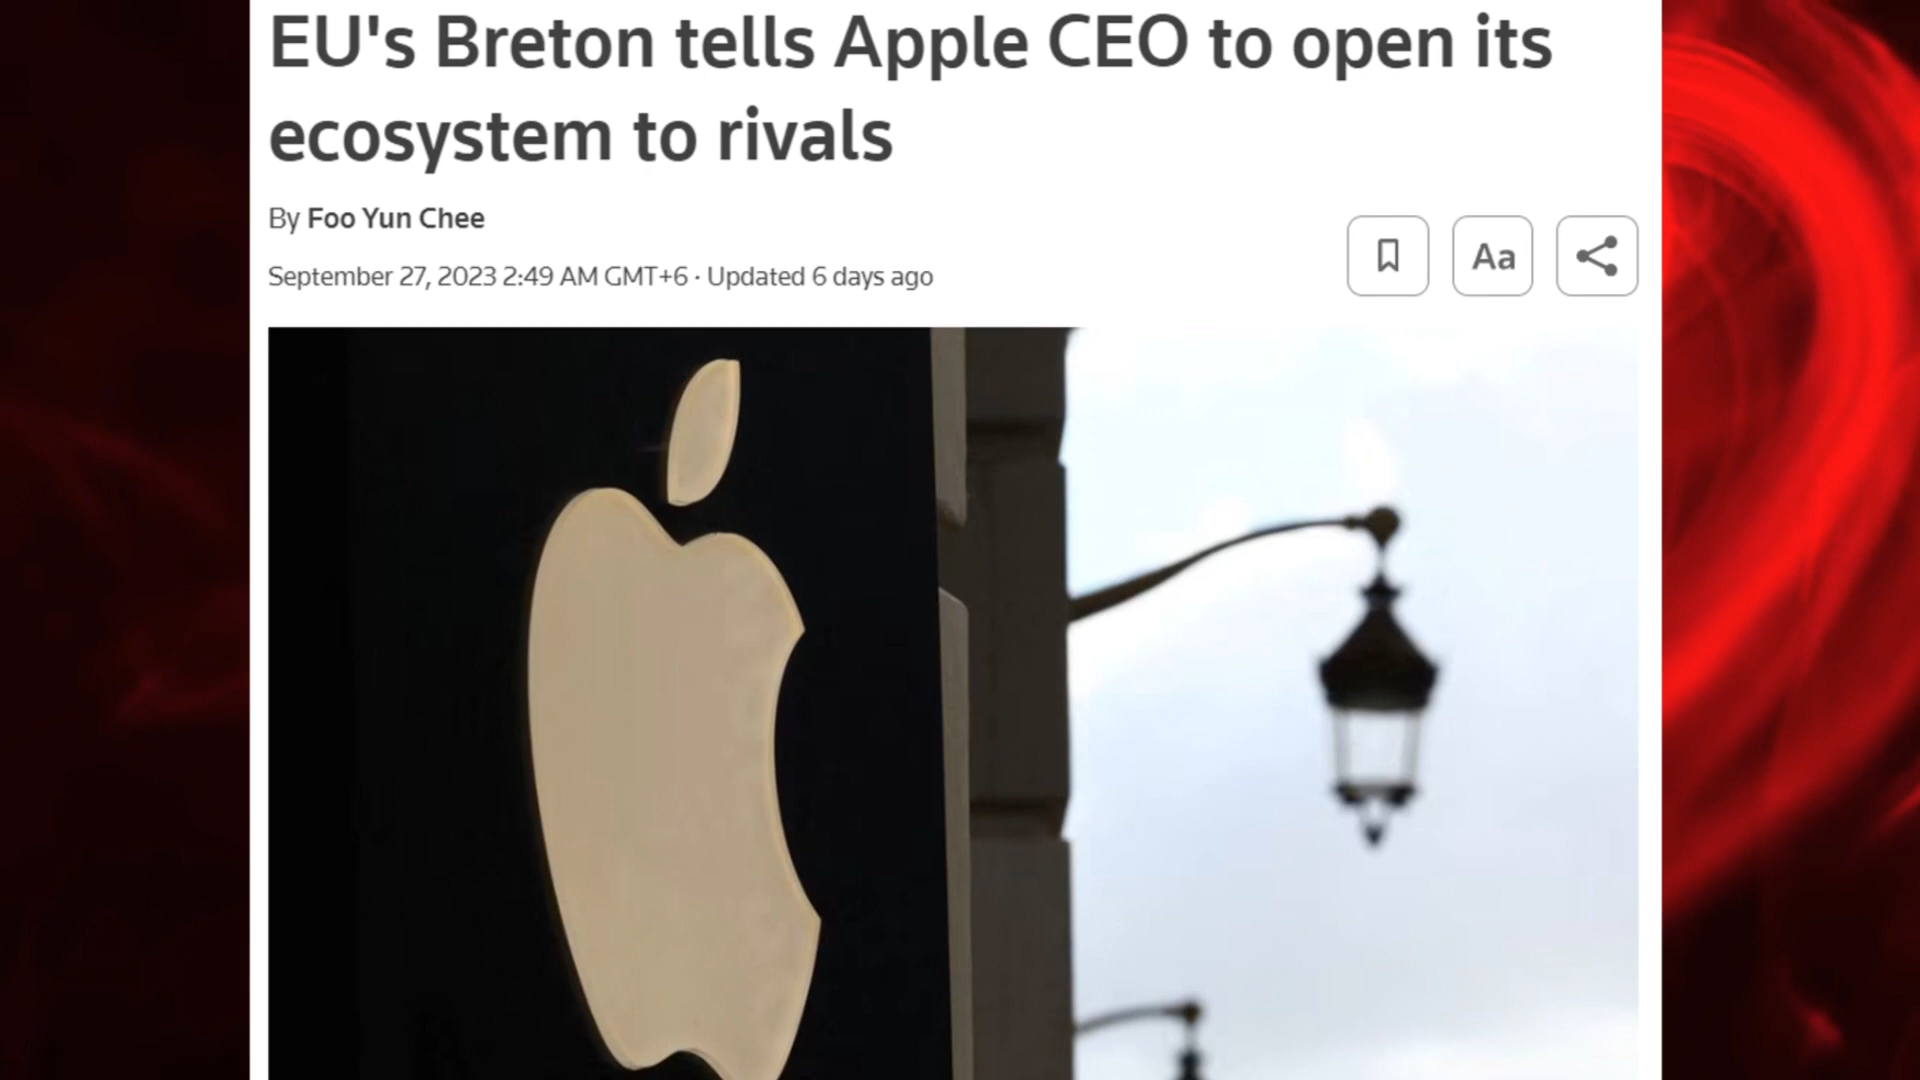 EU's Breton tells Apple CEO to open its
ecosystem to rivals
By Foo Yun Chee
September 27, 2023 2:49 AM GMT+6 · Updated 6 days ago
Aa